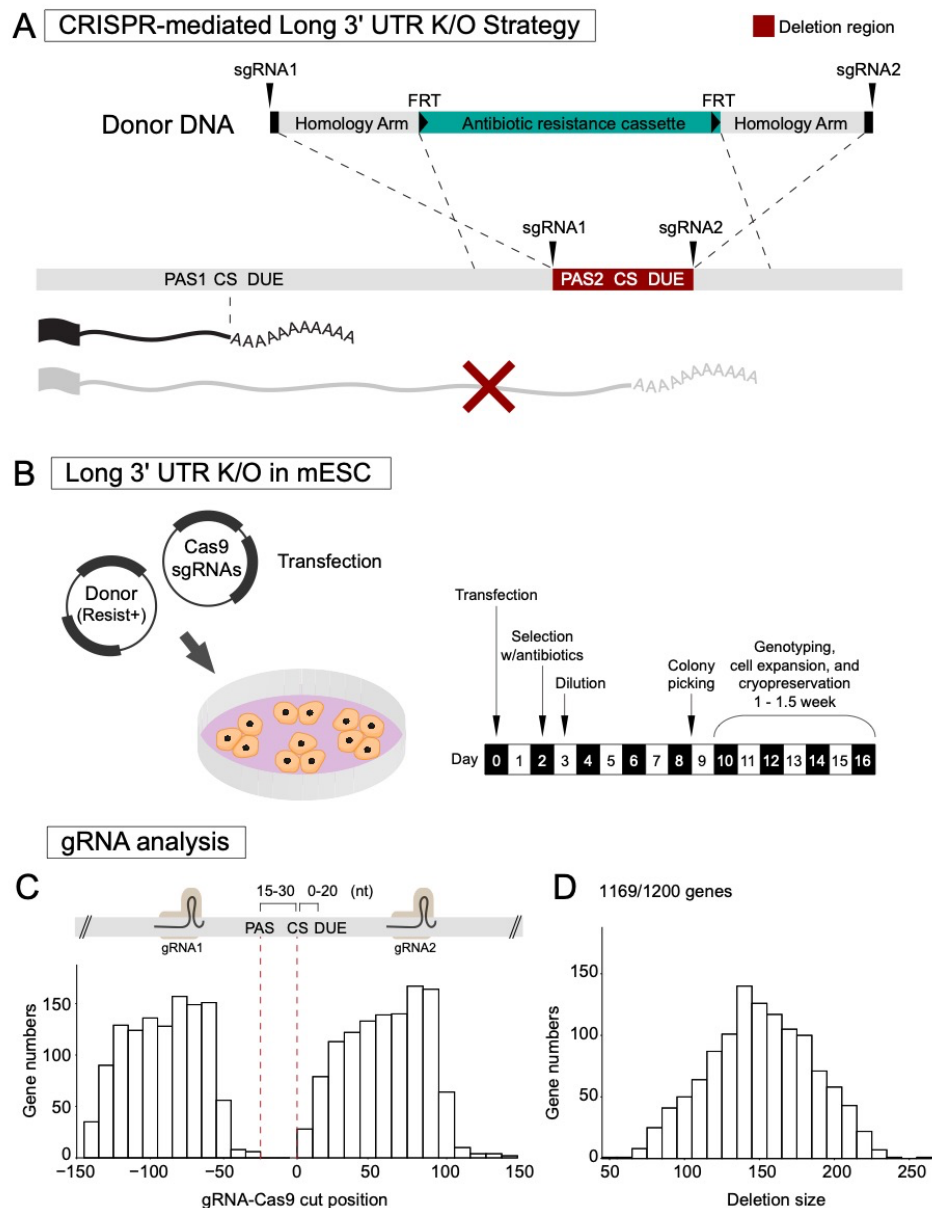 A CRISPR-mediated Long 3' UTR K/O Strategy
Deletion region
sgRNA1
sgRNA2
FRT
FRT
Donor DNA
Homology Arm
Antibiotic resistance cassette
Homology Arm
sgRNA1
sgRNA2
PAS1 CS DUE
PAS2 CS DUE
AAAAAAAAAAAA
AAAAAAAAAAAA
B Long 3' UTR K/O in mESC
Cas9
sgRNAs
Transfection
Donor
(Resist+)
Transfection
Selection
w/antibiotics
Dilution
Colony
picking
Genotyping,
cell expansion, and
cryopreservation
1 - 1.5 week
Day 0 1 2 3 4 5 6 7 8 9 10 11 12 13 14 15 16
gRNA analysis
C
15-30 0-20 (nt)
PAS CS DUE
gRNA1
gRNA2
Gene numbers
150
100
50
0
−150 −100 −50 0 50 100 150
gRNA-Cas9 cut position
D 1169/1200 genes
Gene numbers
150
100
50
0
50 100 150 200 250
Deletion size